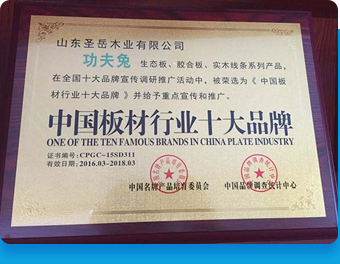 山东圣岳木业有限公司
功夫兔 生态板、胶合板、实木线条系列产品，
在全国十大品牌宣传调研推广活动中，被荣选为《中国板
材行业十大品牌》并给予重点宣传和推广。
中国板材行业十大品牌
ONE OF THE TEN FAMOUS BRANDS IN CHINA PLATE INDUSTRY
证书编号：CPGC-15SD311
有效日期：2016.03-2018.03
中国名牌产品培育委员会 中国品牌调查统计中心